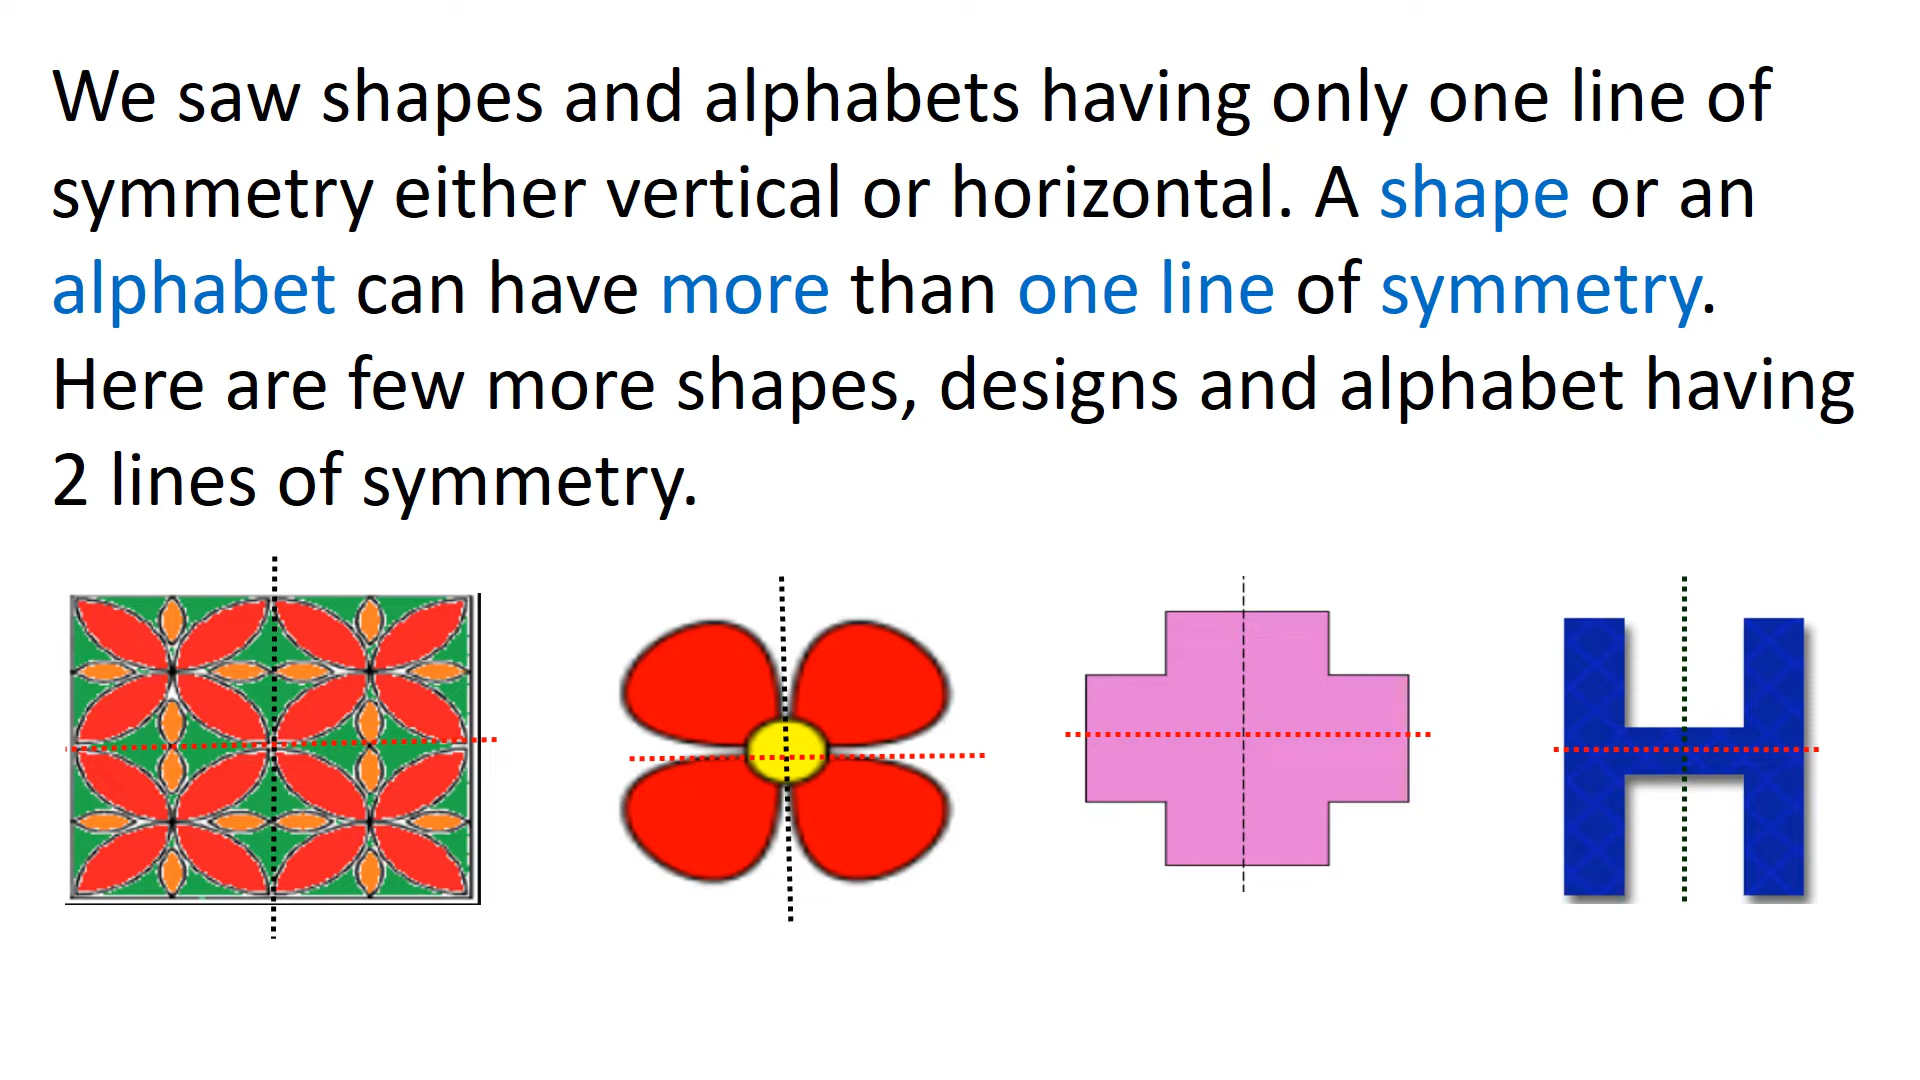 We saw shapes and alphabets having only one line of
symmetry either vertical or horizontal. A shape or an
alphabet can have more than one line of symmetry.
Here are few more shapes, designs and alphabet having
2 lines of symmetry.
H